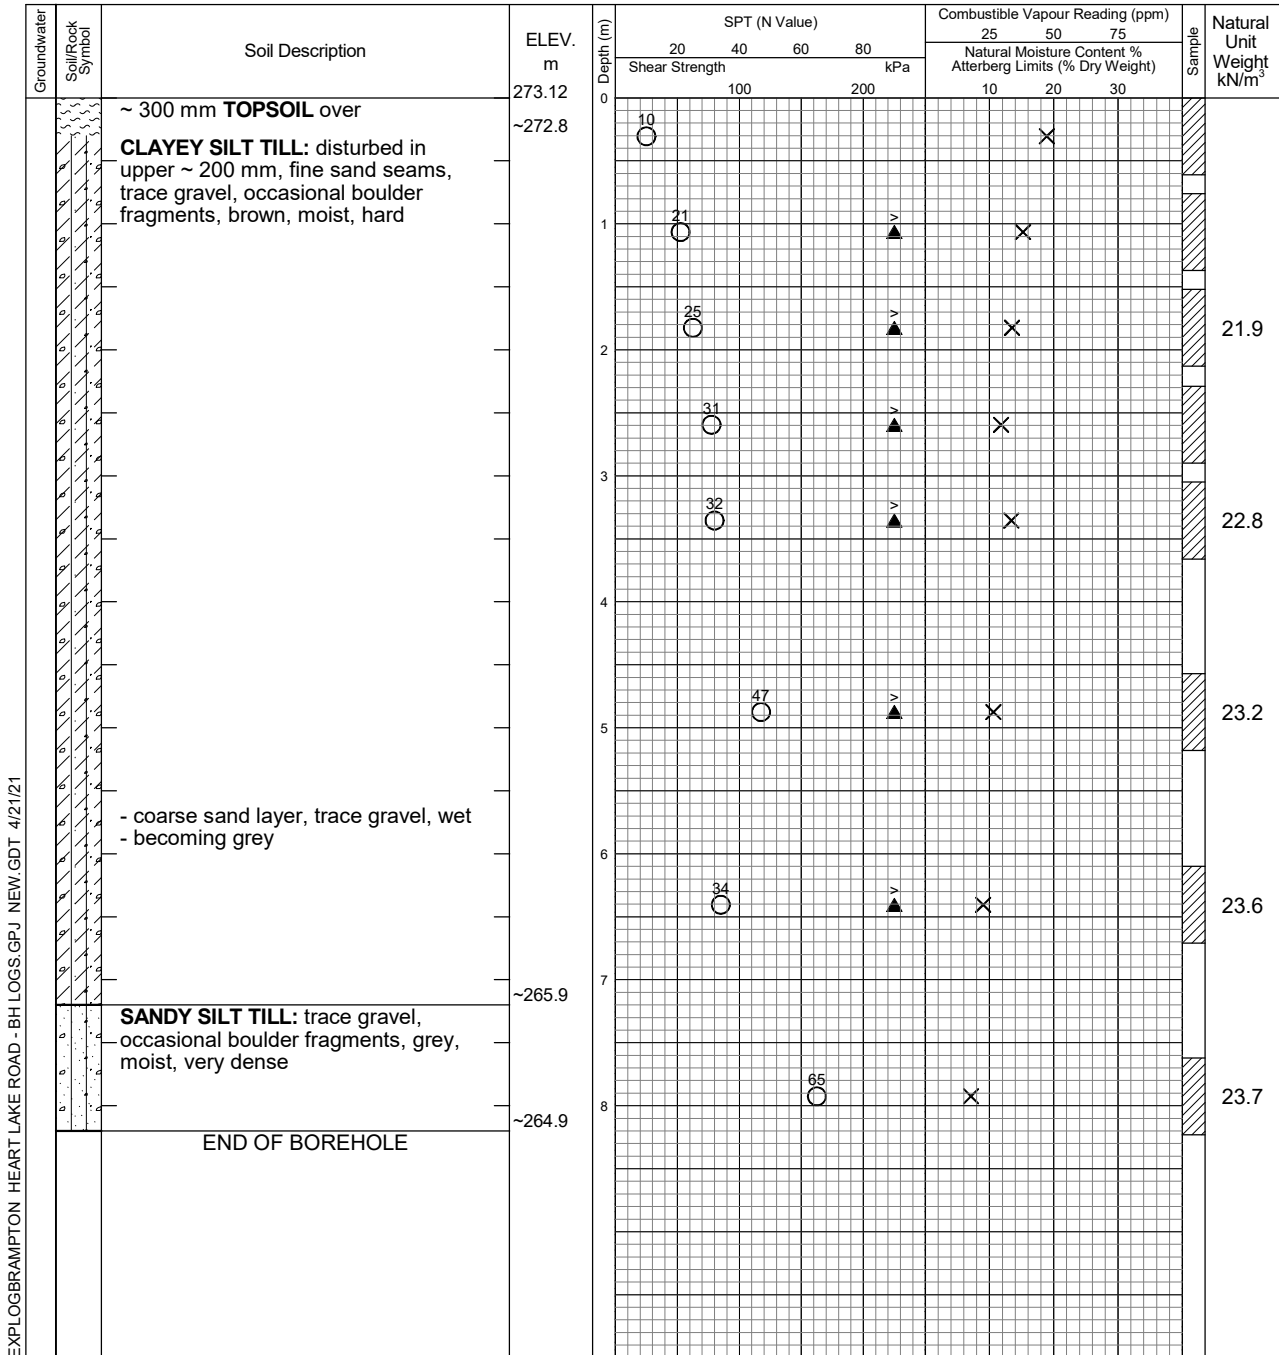 Groundwater
Soil/Rock
Symbol
Soil Description
ELEV.
m
Depth (m)
SPT (N Value)
20 40 60 80
Shear Strength kPa
100 200
Combustible Vapour Reading (ppm)
25 50 75
Natural Moisture Content %
Atterberg Limits (% Dry Weight)
10 20 30
Sample
Natural
Unit
Weight
kN/m³
273.12
0
~ 300 mm TOPSOIL over
~272.8
10
CLAYEY SILT TILL: disturbed in
upper ~ 200 mm, fine sand seams,
trace gravel, occasional boulder
fragments, brown, moist, hard
1
21 >
25 >
21.9
2
31 >
3
32 >
22.8
4
47 >
23.2
5
- coarse sand layer, trace gravel, wet
- becoming grey
6
34 >
23.6
7
~265.9
SANDY SILT TILL: trace gravel,
occasional boulder fragments, grey,
moist, very dense
65
23.7
8
~264.9
END OF BOREHOLE
EXPLOGBRAMPTON HEART LAKE ROAD - BH LOGS.GPJ NEW.GDT 4/21/21